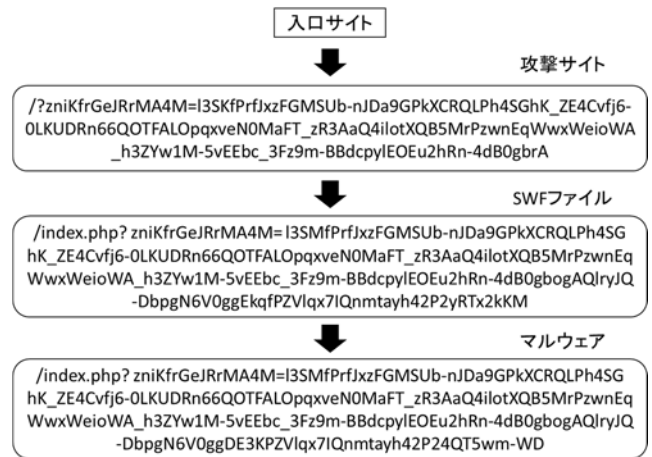 入口サイト
攻撃サイト
/?zniKfrGeJRrMA4M=l3SKfPrfJxzFGMSUb-nJDa9GPkXCRQLPh4SGhK_ZE4Cvfj6-
0LKUDRn66QOTFALOpqxveN0MaFT_zR3AaQ4ilotXQB5MrPzwnEqWwxWeioWA
_h3ZYw1M-5vEEbc_3Fz9m-BBdcpylEOEu2hRn-4dB0gbrA
SWFファイル
/index.php? zniKfrGeJRrMA4M=l3SMfPrfJxzFGMSUb-nJDa9GPkXCRQLPh4SG
hK_ZE4Cvfj6-0LKUDRn66QOTFALOpqxveN0MaFT_zR3AaQ4ilotXQB5MrPzwnEq
WwxWeioWA_h3ZYw1M-5vEEbc_3Fz9m-BBdcpylEOEu2hRn-4dB0gbogAQlryJQ
-DbpgN6V0ggEkqfPZVlqx7IQnmtayh42P2yRTx2kKM
マルウェア
/index.php? zniKfrGeJRrMA4M=l3SMfPrfJxzFGMSUb-nJDa9GPkXCRQLPh4SG
hK_ZE4Cvfj6-0LKUDRn66QOTFALOpqxveN0MaFT_zR3AaQ4ilotXQB5MrPzwnEq
WwxWeioWA_h3ZYw1M-5vEEbc_3Fz9m-BBdcpylEOEu2hRn-4dB0gbogAQlryJQ
-DbpgN6V0ggDE3KPZVlqx7IQnmtayh42P24QT5wm-WD